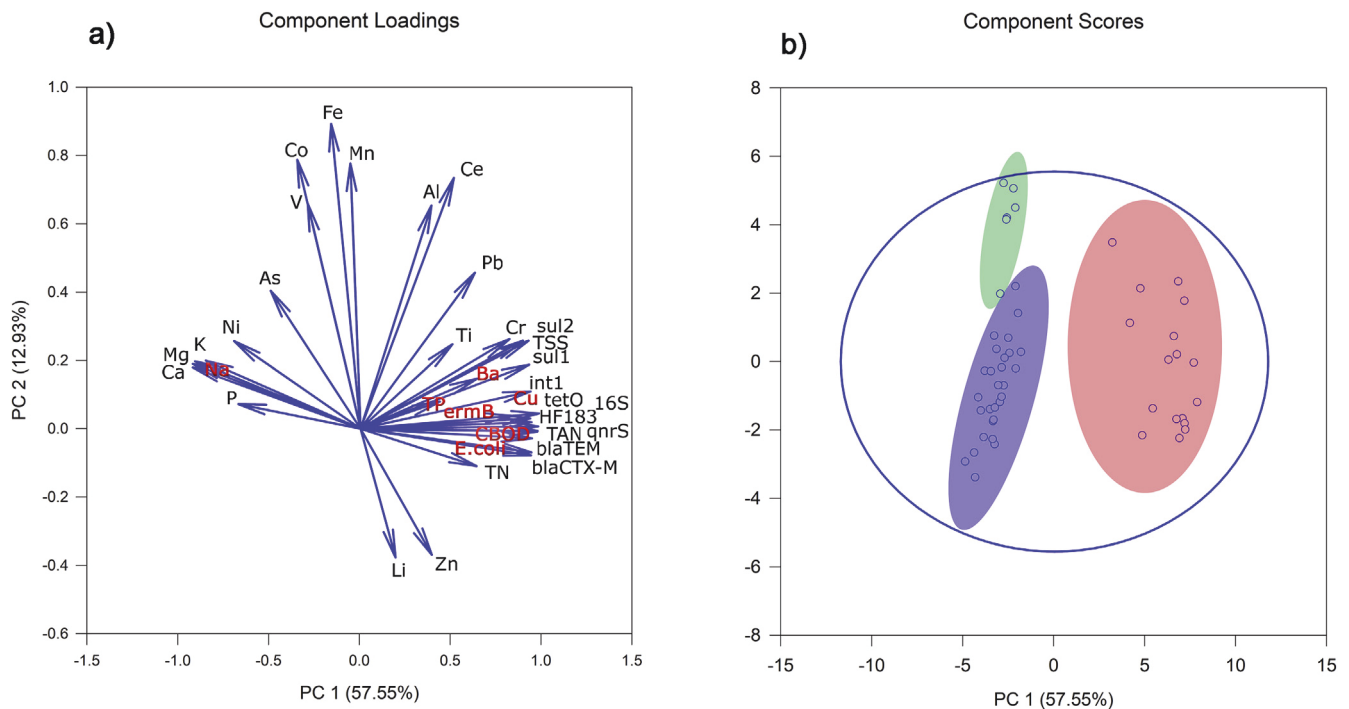 Component Loadings
a)
1.0
0.8
0.6
0.4
0.2
0.0
-0.2
-0.4
-0.6
PC 2 (12.93%)
Fe
Co
Mn
V
Al
Ce
As
Pb
Ni
Ti
Cr
sul2
K
TSS
Mg
sul1
Ca
Na
Ba
int1
P
TP
Cu
tetO
16S
ermB
HF183
CBOD
TAN
qnrS
E.coli
blaTEM
TN
blaCTX-M
Li
Zn
-1.5
-1.0
-0.5
0.0
0.5
1.0
1.5
PC 1 (57.55%)
Component Scores
b)
8
6
4
2
0
-2
-4
-6
-8
-15
-10
-5
0
5
10
15
PC 1 (57.55%)